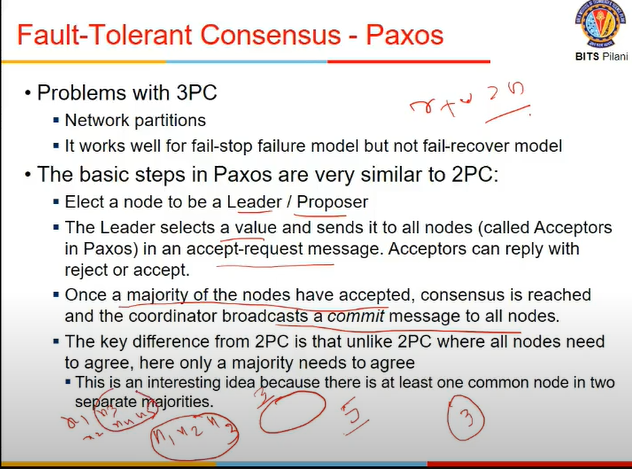 Fault-Tolerant Consensus - Paxos
BITS Pilani
• Problems with 3PC
r + w > n
▪ Network partitions
▪ It works well for fail-stop failure model but not fail-recover model
• The basic steps in Paxos are very similar to 2PC:
▪ Elect a node to be a Leader / Proposer
▪ The Leader selects a value and sends it to all nodes (called Acceptors
in Paxos) in an accept-request message. Acceptors can reply with
reject or accept.
▪ Once a majority of the nodes have accepted, consensus is reached
and the coordinator broadcasts a commit message to all nodes.
▪ The key difference from 2PC is that unlike 2PC where all nodes need
to agree, here only a majority needs to agree
▪ This is an interesting idea because there is at least one common node in two
separate majorities.
n3
n4 n5
3
5
3
n1 n2 n3